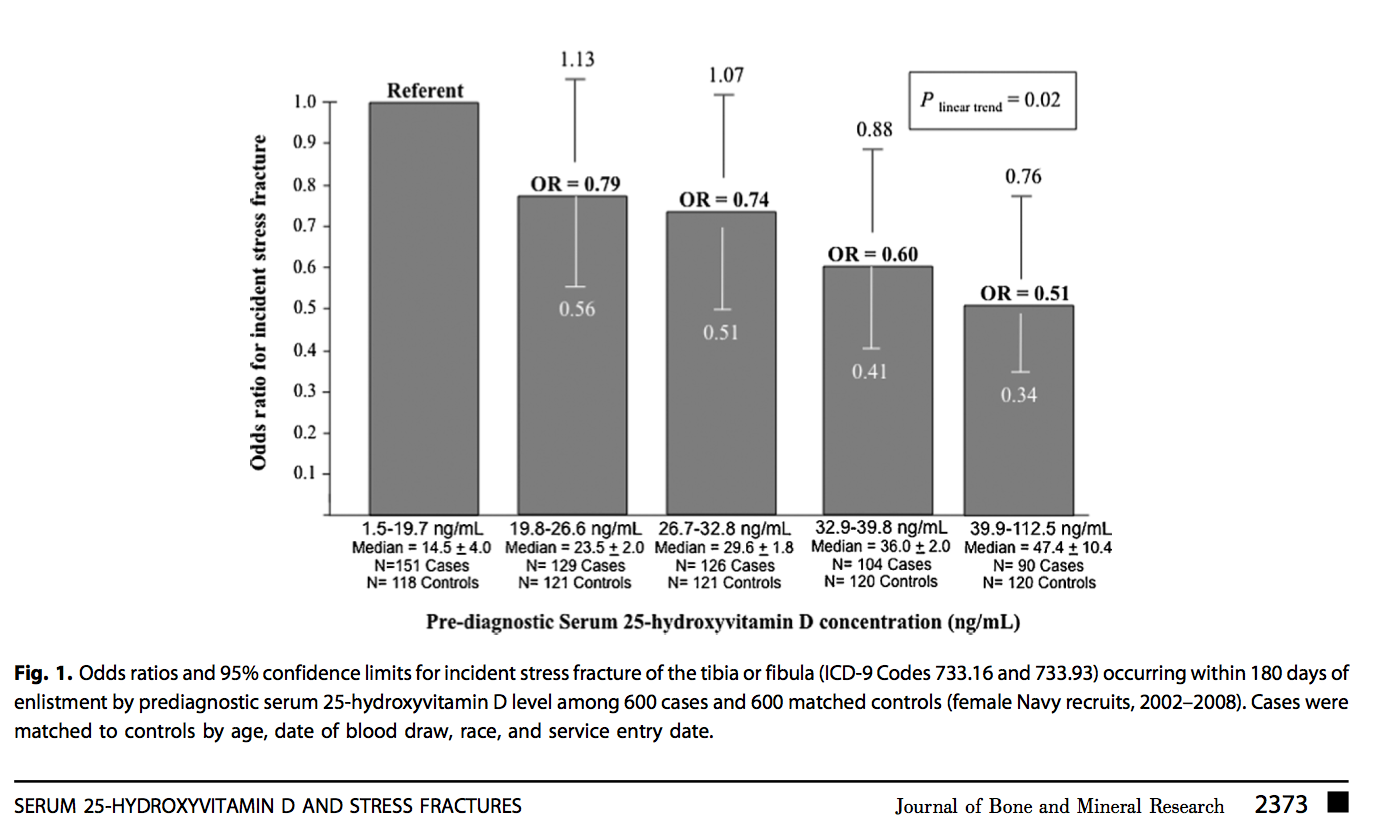 1.13
1.07
Referent
P linear trend = 0.02
1.0
0.88
0.9
0.76
0.8
OR = 0.79
OR = 0.74
0.7
OR = 0.60
0.6
OR = 0.51
0.56
0.5
0.51
0.4
0.41
0.3
0.34
0.2
0.1
Odds ratio for incident stress fracture
1.5-19.7 ng/mL 19.8-26.6 ng/mL 26.7-32.8 ng/mL 32.9-39.8 ng/mL 39.9-112.5 ng/mL
Median = 14.5 ± 4.0 Median = 23.5 ± 2.0 Median = 29.6 ± 1.8 Median = 36.0 ± 2.0 Median = 47.4 ± 10.4
N=151 Cases N= 129 Cases N= 126 Cases N= 104 Cases N= 90 Cases
N= 118 Controls N= 121 Controls N= 121 Controls N= 120 Controls N= 120 Controls
Pre-diagnostic Serum 25-hydroxyvitamin D concentration (ng/mL)
Fig. 1. Odds ratios and 95% confidence limits for incident stress fracture of the tibia or fibula (ICD-9 Codes 733.16 and 733.93) occurring within 180 days of
enlistment by prediagnostic serum 25-hydroxyvitamin D level among 600 cases and 600 matched controls (female Navy recruits, 2002–2008). Cases were
matched to controls by age, date of blood draw, race, and service entry date.
SERUM 25-HYDROXYVITAMIN D AND STRESS FRACTURES
Journal of Bone and Mineral Research 2373